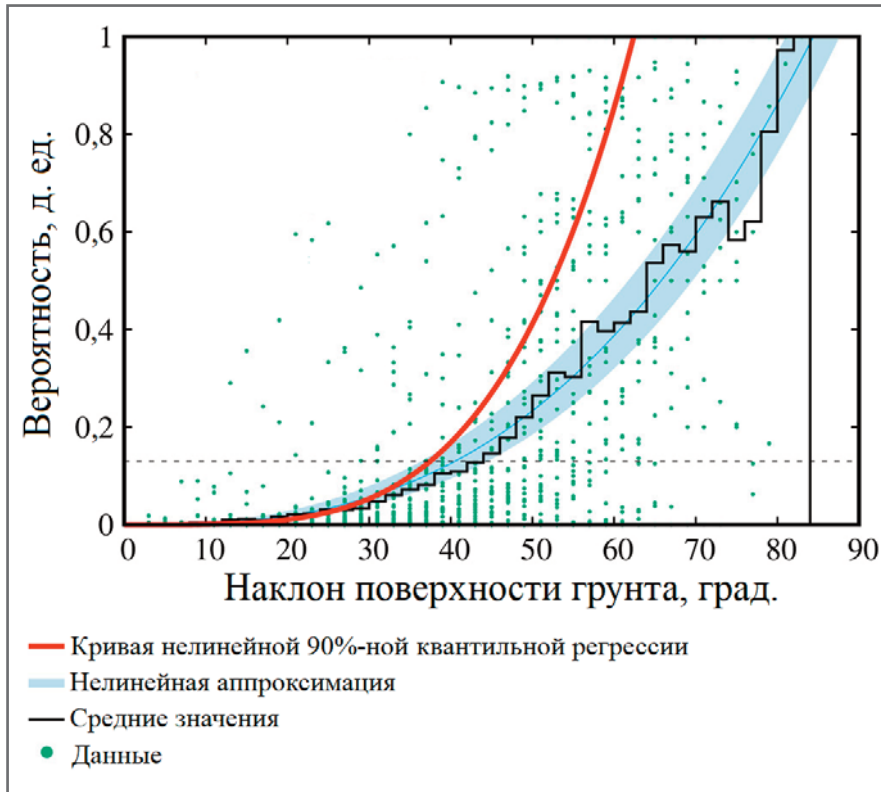 1
0,8
0,6
0,4
0,2
0
0 10 20 30 40 50 60 70 80 90
Вероятность, д. ед.
Наклон поверхности грунта, град.
Кривая нелинейной 90%-ной квантильной регрессии
Нелинейная аппроксимация
Средние значения
Данные